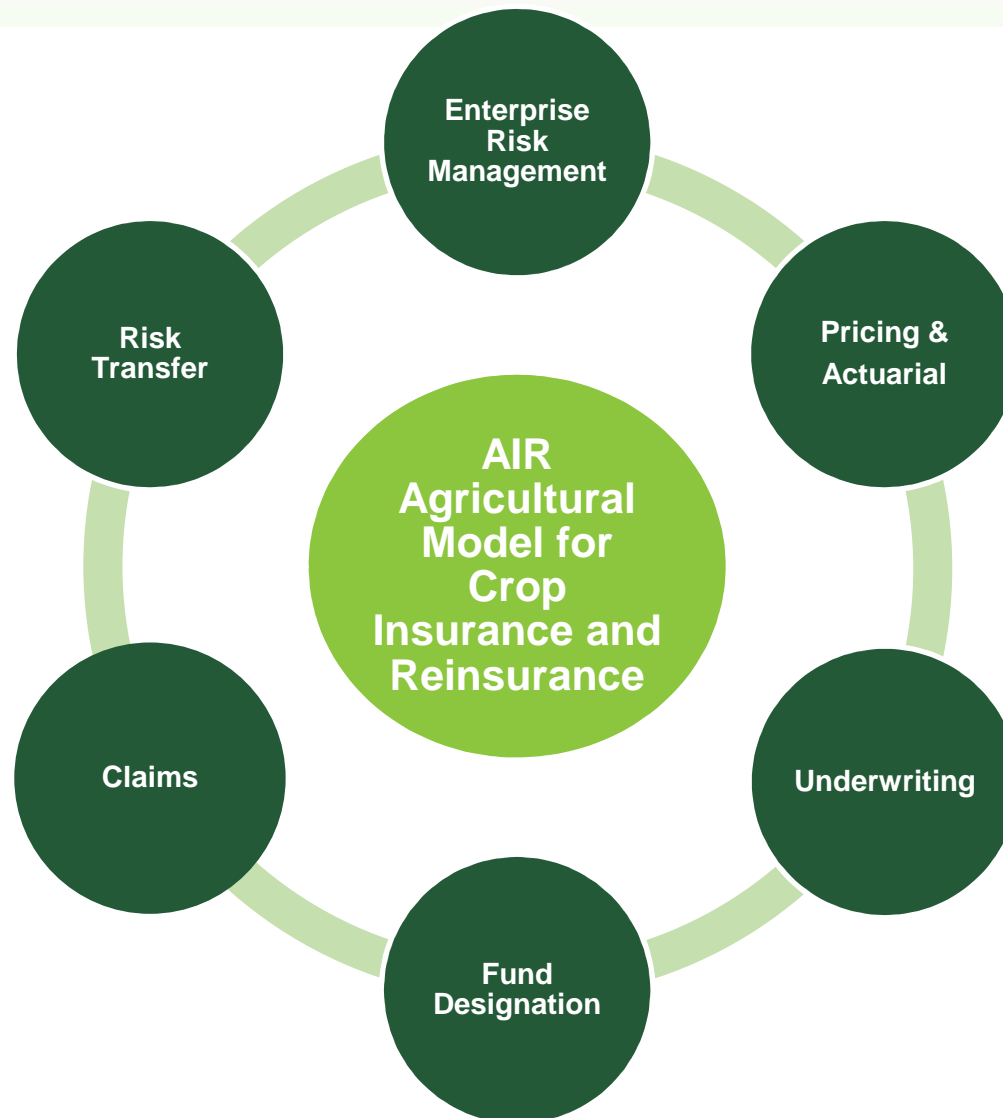 Enterprise
Risk
Management
Pricing &
Actuarial
Risk
Transfer
AIR
Agricultural
Model for
Crop
Insurance and
Reinsurance
Claims
Underwriting
Fund
Designation